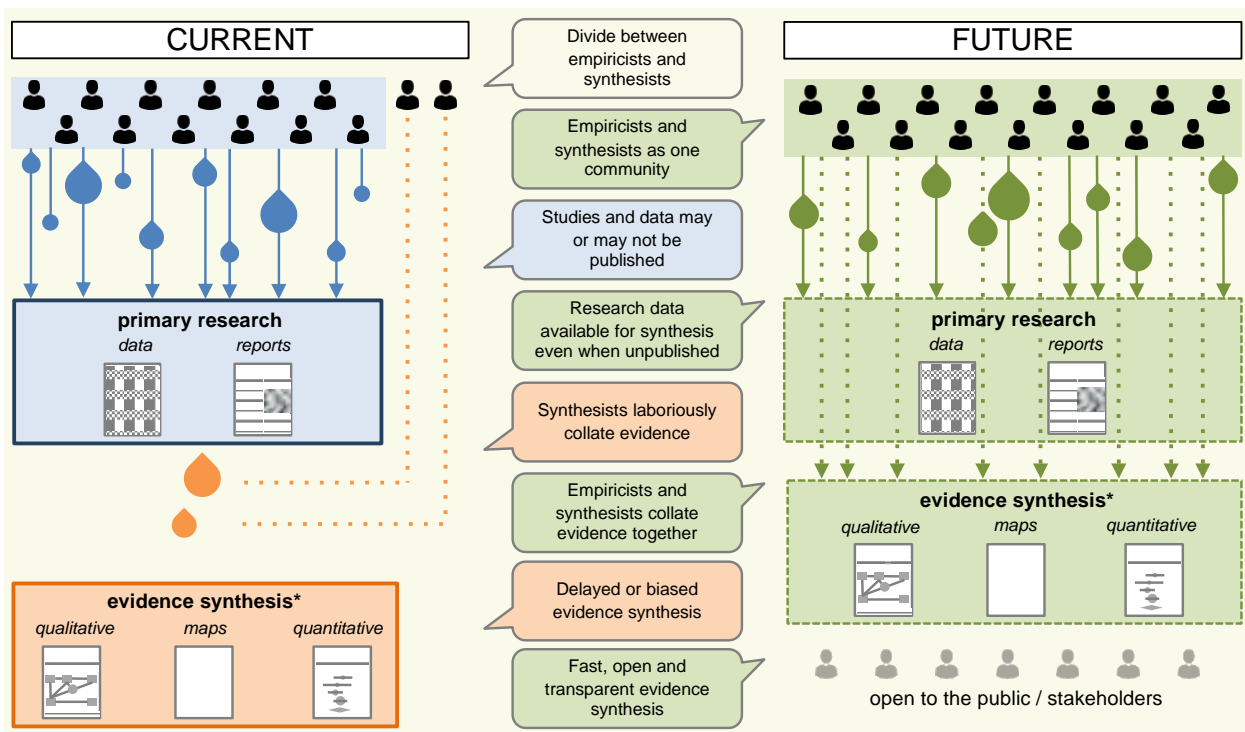 CURRENT
primary research
data
reports
evidence synthesis*
qualitative
maps
quantitative
Divide between
empiricists and
synthesists
Empiricists and
synthesists as one
community
Studies and data may
or may not be
published
Research data
available for synthesis
even when unpublished
Synthesists laboriously
collate evidence
Empiricists and
synthesists collate
evidence together
Delayed or biased
evidence synthesis
Fast, open and
transparent evidence
synthesis
FUTURE
primary research
data
reports
evidence synthesis*
qualitative
maps
quantitative
open to the public / stakeholders